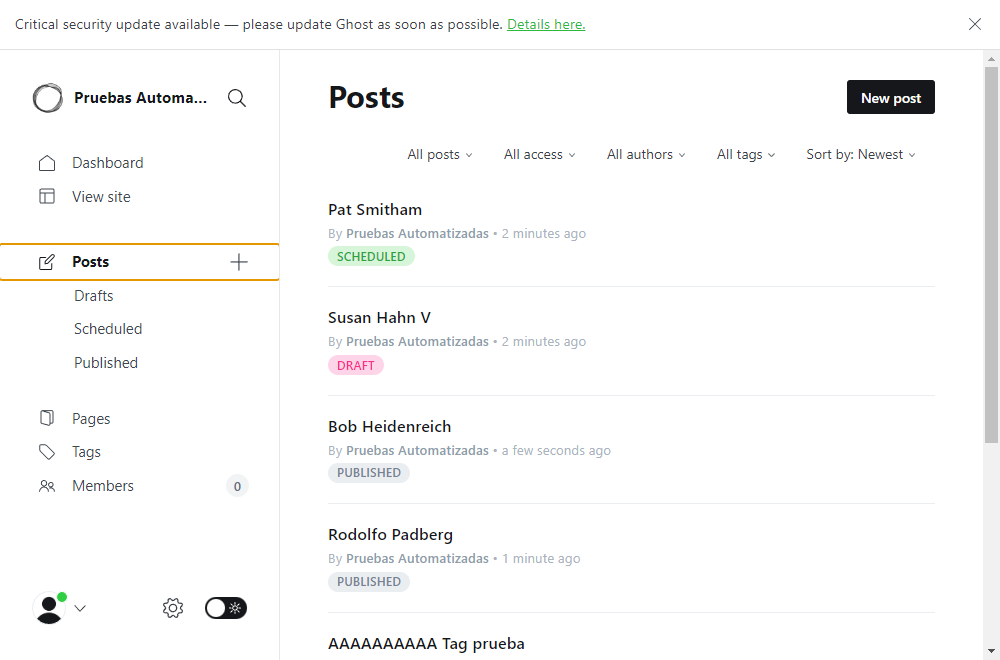 Critical security update available — please update Ghost as soon as possible. Details here.
Pruebas Automa...
Dashboard
View site
Posts
Drafts
Scheduled
Published
Pages
Tags
Members 0
Posts
New post
All posts All access All authors All tags Sort by: Newest
Pat Smitham
By Pruebas Automatizadas • 2 minutes ago
SCHEDULED
Susan Hahn V
By Pruebas Automatizadas • 2 minutes ago
DRAFT
Bob Heidenreich
By Pruebas Automatizadas • a few seconds ago
PUBLISHED
Rodolfo Padberg
By Pruebas Automatizadas • 1 minute ago
PUBLISHED
AAAAAAAAAA Tag prueba